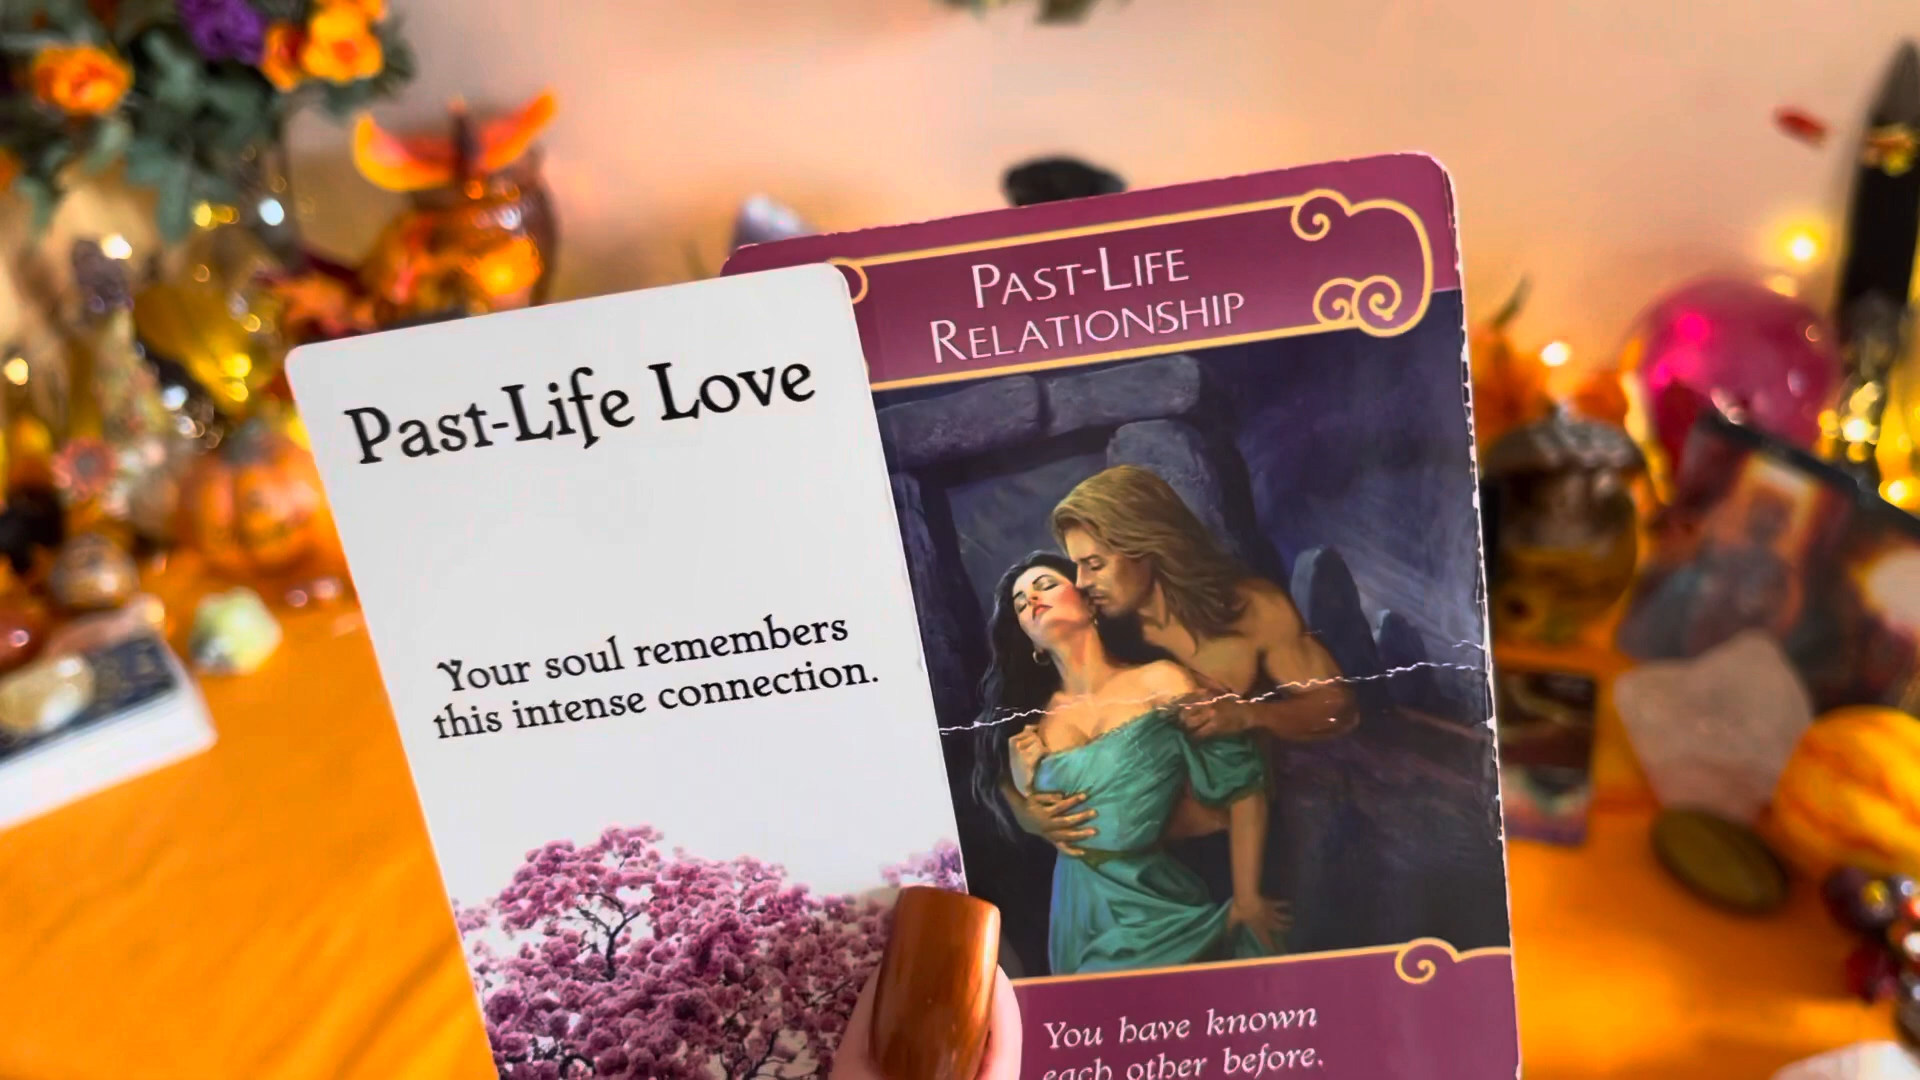 Past-Life Love
Your soul remembers
this intense connection.
Past-Life
Relationship
You have known
each other before.